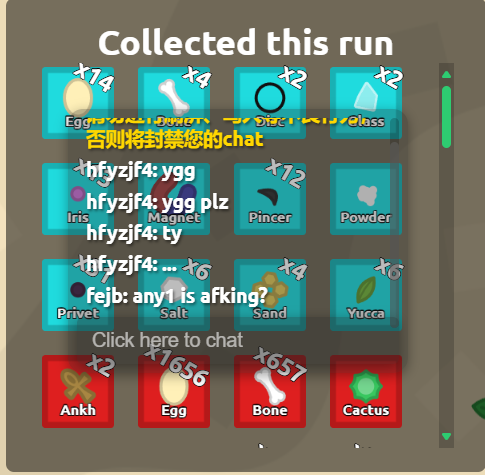 Collected this run
x14
x4
x2
x2
Egg
Disc
Glass
否则将封禁您的chat
hfyzjf4: ygg
x12
Iris
Magnet
Pincer
Powder
hfyzjf4: ygg plz
hfyzjf4: ty
hfyzjf4: ...
x6
x4
x6
fejb: any1 is afking?
Privet
Salt
Sand
Yucca
Click here to chat
x2
x1656
x657
Ankh
Egg
Bone
Cactus